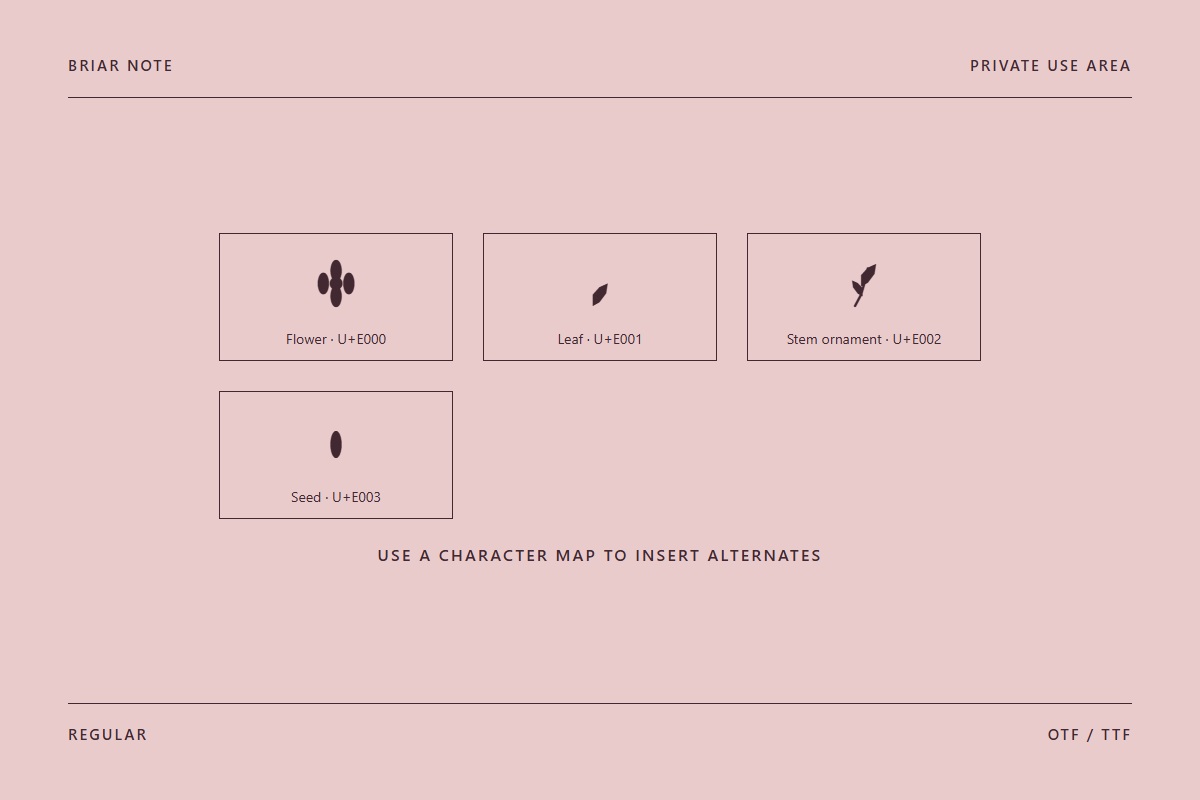 BRIAR NOTE
PRIVATE USE AREA
Flower · U+E000
Leaf · U+E001
Stem ornament · U+E002
Seed · U+E003
USE A CHARACTER MAP TO INSERT ALTERNATES
REGULAR
OTF / TTF